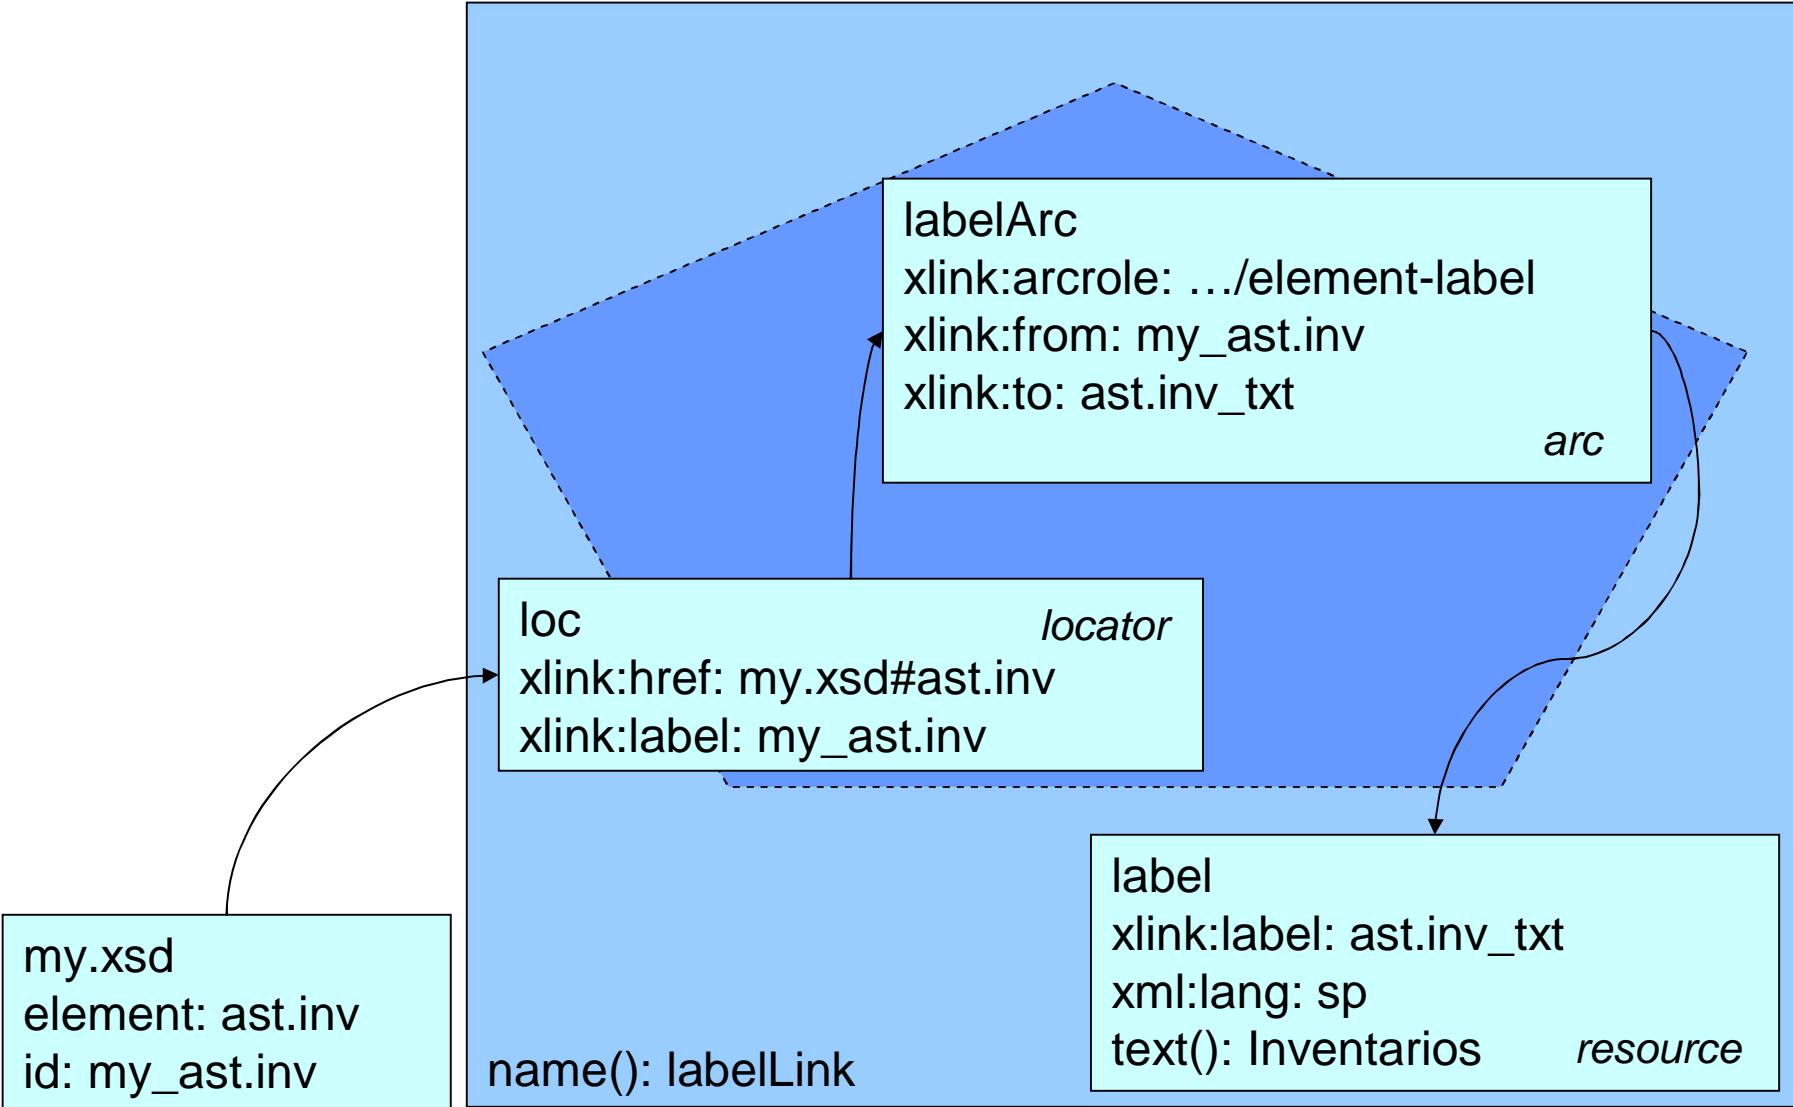 labelArc
xlink:arcrole: …/element-label
xlink:from: my_ast.inv
xlink:to: ast.inv_txt
arc
loc
locator
xlink:href: my.xsd#ast.inv
xlink:label: my_ast.inv
label
xlink:label: ast.inv_txt
xml:lang: sp
text(): Inventarios
resource
my.xsd
element: ast.inv
id: my_ast.inv
name(): labelLink